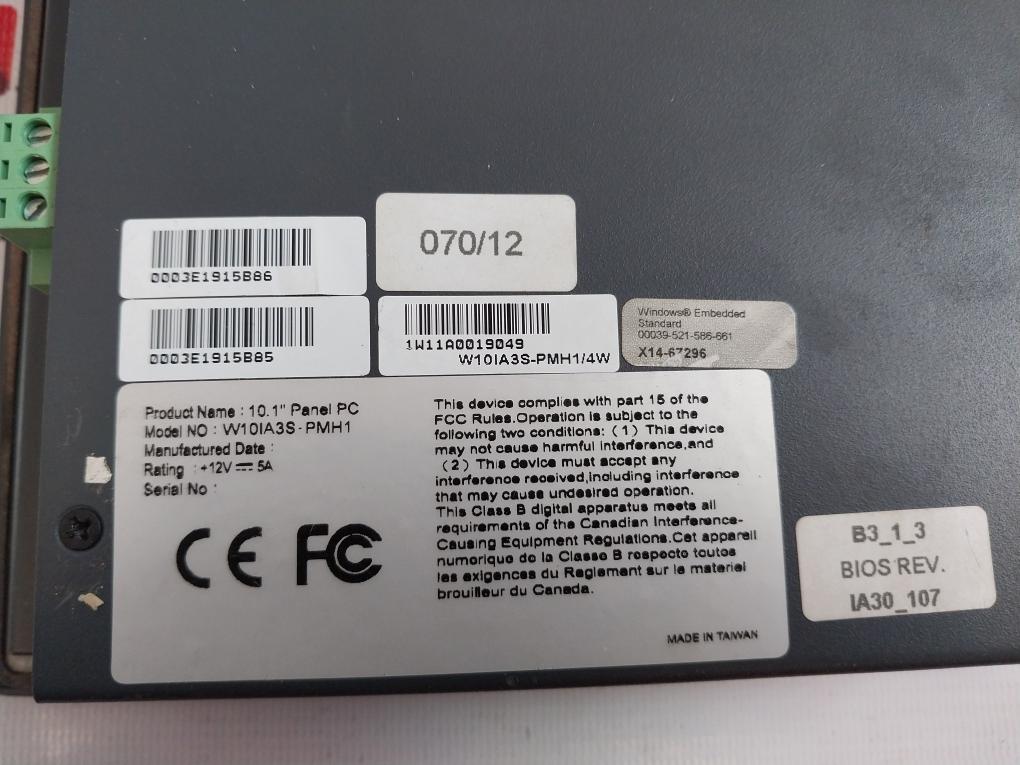 0003E1915B86
070/12
0003E1915B85
1W11A0019049
W10IA3S-PMH1/4W
Windows® Embedded
Standard
00039-521-586-661
X14-67296
Product Name : 10.1" Panel PC
Model NO : W10IA3S-PMH1
Manufactured Date :
Rating : +12V ⎓ 5A
Serial No :
CE FC
This device complies with part 15 of the
FCC Rules.Operation is subject to the
following two conditions: (1) This device
may not cause harmful interference,and
(2) This device must accept any
interference received,including interference
that may cause undesired operation.
This Class B digital apparatus meets all
requirements of the Canadian Interference-
Causing Equipment Regulations.Cet appareil
numorique do la Classo B respecto toutos
les exigences du Reglement sur le materiel
brouilleur du Canada.
MADE IN TAIWAN
B3_1_3
BIOS REV.
IA30_107